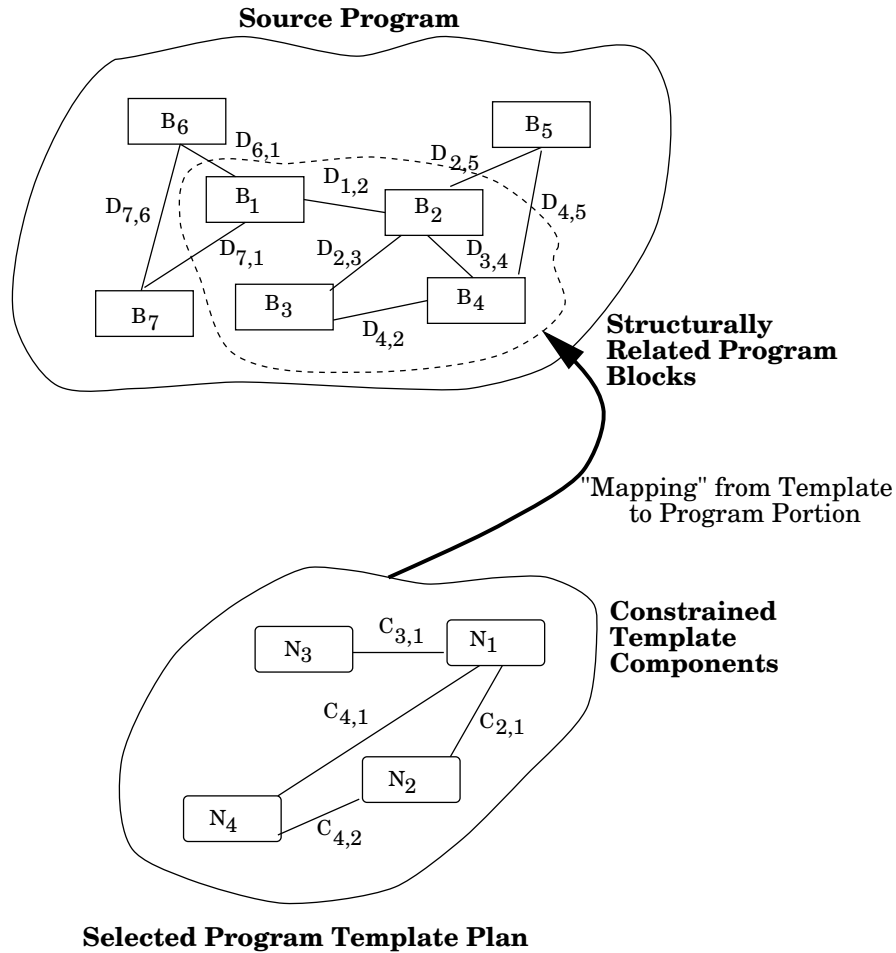 Source Program
B6
B5
D6,1
D2,5
B1
D1,2
B2
D7,6
D4,5
D7,1
D2,3
D3,4
B3
B4
B7
D4,2
Structurally
Related Program
Blocks
"Mapping" from Template
to Program Portion
Constrained
Template
Components
C3,1
N3
N1
C4,1
C2,1
N2
N4
C4,2
Selected Program Template Plan